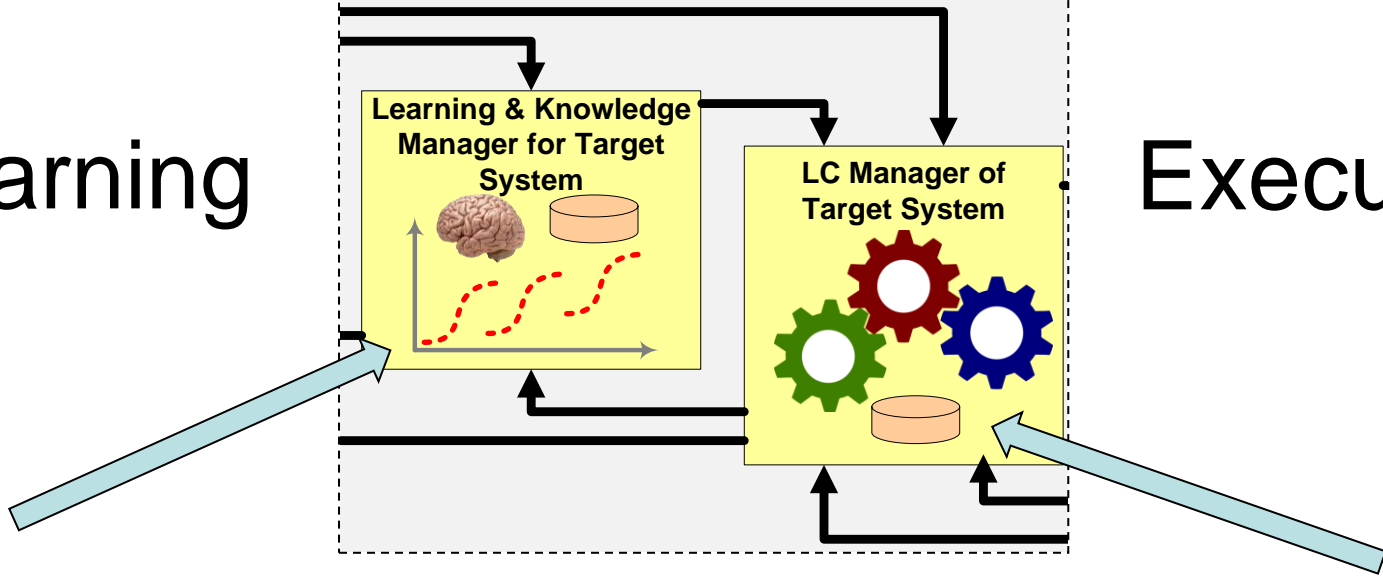 Learning & Knowledge
Manager for Target
System
arning
LC Manager of
Target System
Execu